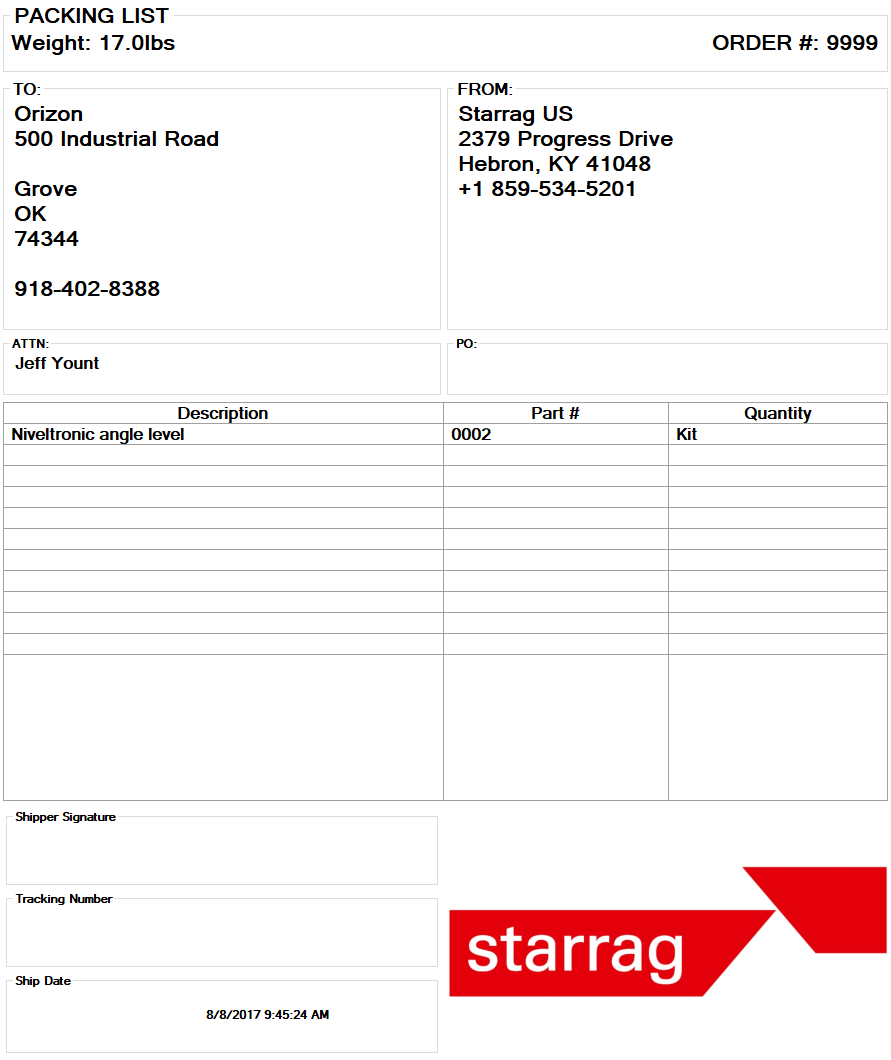 PACKING LIST
Weight: 17.0lbs
ORDER #: 9999
TO:
Orizon
500 Industrial Road
Grove
OK
74344
918-402-8388
FROM:
Starrag US
2379 Progress Drive
Hebron, KY 41048
+1 859-534-5201
ATTN:
Jeff Yount
PO:
Description Part # Quantity
Niveltronic angle level 0002 Kit
Shipper Signature
Tracking Number
Ship Date
8/8/2017 9:45:24 AM
starrag